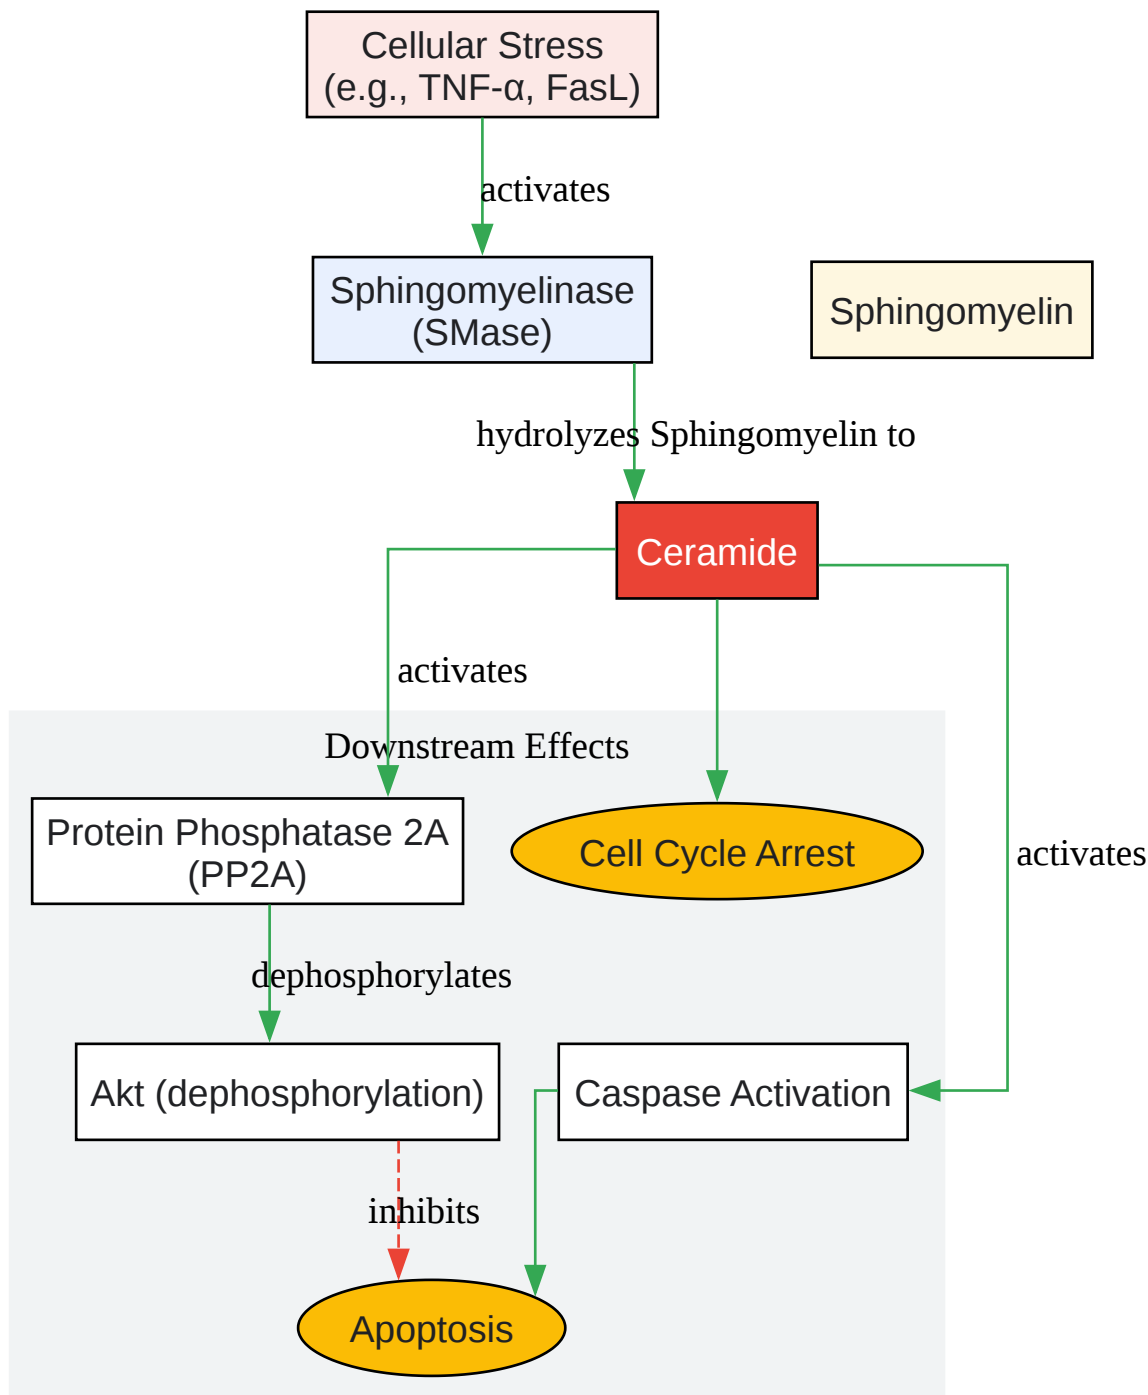 Cellular Stress
(e.g., TNF-α, FasL)
activates
Sphingomyelinase
(SMase)
Sphingomyelin
hydrolyzes Sphingomyelin to
Ceramide
activates
Downstream Effects
Protein Phosphatase 2A
(PP2A)
Cell Cycle Arrest
activates
dephosphorylates
Akt (dephosphorylation)
Caspase Activation
inhibits
Apoptosis